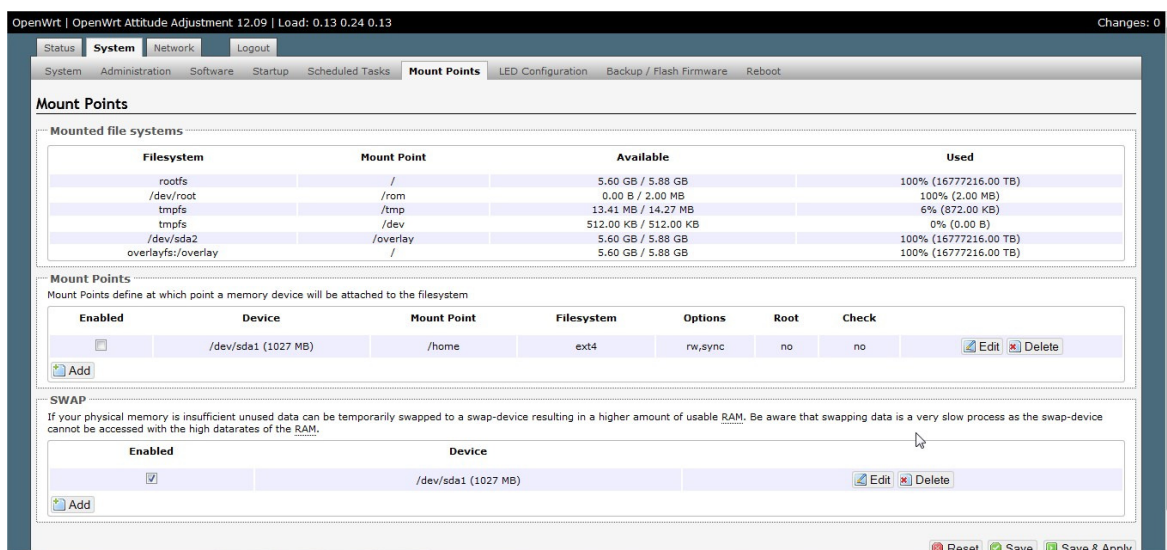 OpenWrt | OpenWrt Attitude Adjustment 12.09 | Load: 0.13 0.24 0.13 Changes: 0
Status System Network Logout
System Administration Software Startup Scheduled Tasks Mount Points LED Configuration Backup / Flash Firmware Reboot
Mount Points
Mounted file systems
Filesystem Mount Point Available Used
rootfs / 5.60 GB / 5.88 GB 100% (16777216.00 TB)
/dev/root /rom 0.00 B / 2.00 MB 100% (2.00 MB)
tmpfs /tmp 13.41 MB / 14.27 MB 6% (872.00 KB)
tmpfs /dev 512.00 KB / 512.00 KB 0% (0.00 B)
/dev/sda2 /overlay 5.60 GB / 5.88 GB 100% (16777216.00 TB)
overlayfs:/overlay / 5.60 GB / 5.88 GB 100% (16777216.00 TB)
Mount Points
Mount Points define at which point a memory device will be attached to the filesystem
Enabled Device Mount Point Filesystem Options Root Check
/dev/sda1 (1027 MB) /home ext4 rw,sync no no Edit Delete
Add
SWAP
If your physical memory is insufficient unused data can be temporarily swapped to a swap-device resulting in a higher amount of usable RAM. Be aware that swapping data is a very slow process as the swap-device
cannot be accessed with the high datarates of the RAM.
Enabled Device
/dev/sda1 (1027 MB) Edit Delete
Add
Reset Save Save & Apply